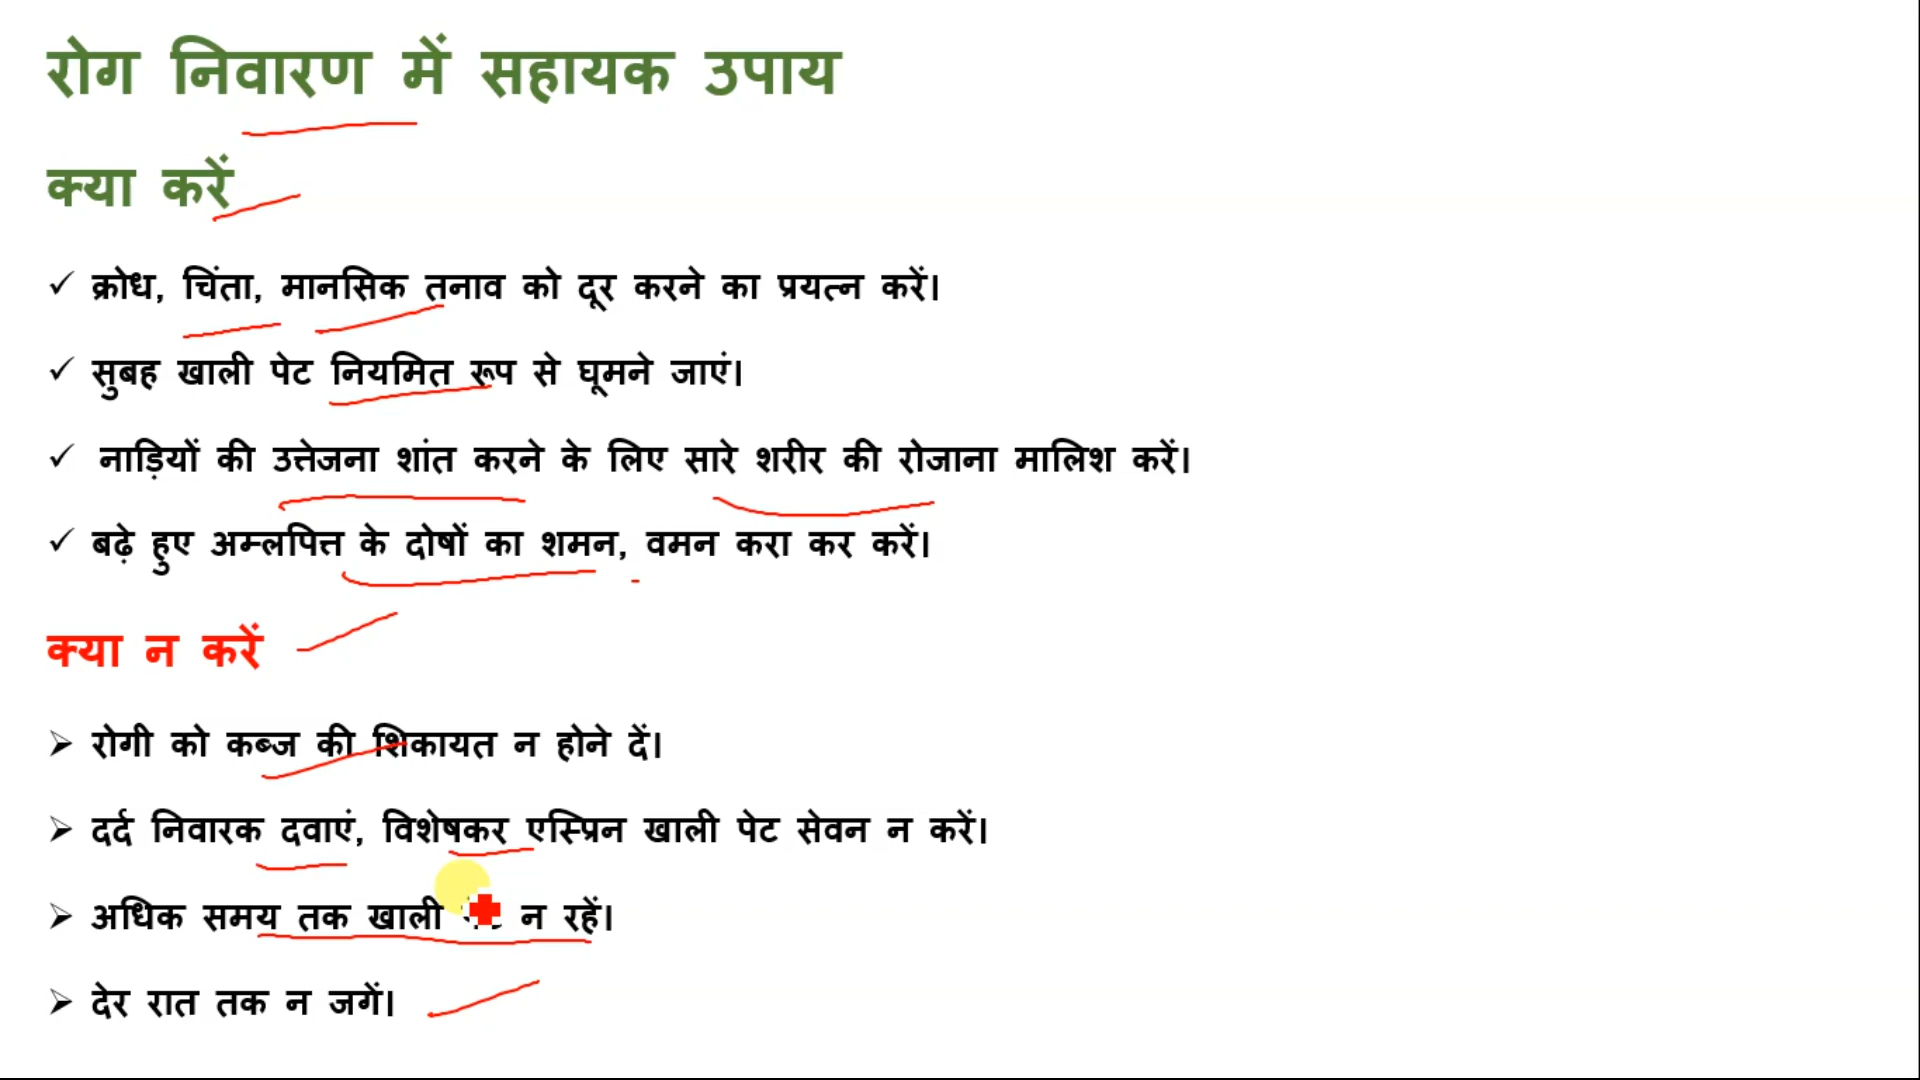 रोग निवारण में सहायक उपाय
क्या करें
✓ क्रोध, चिंता, मानसिक तनाव को दूर करने का प्रयत्न करें।
✓ सुबह खाली पेट नियमित रूप से घूमने जाएं।
✓ नाड़ियों की उत्तेजना शांत करने के लिए सारे शरीर की रोजाना मालिश करें।
✓ बढ़े हुए अम्लपित्त के दोषों का शमन, वमन करा कर करें।
क्या न करें
➢ रोगी को कब्ज की शिकायत न होने दें।
➢ दर्द निवारक दवाएं, विशेषकर एस्प्रिन खाली पेट सेवन न करें।
➢ अधिक समय तक खाली न रहें।
➢ देर रात तक न जगें।